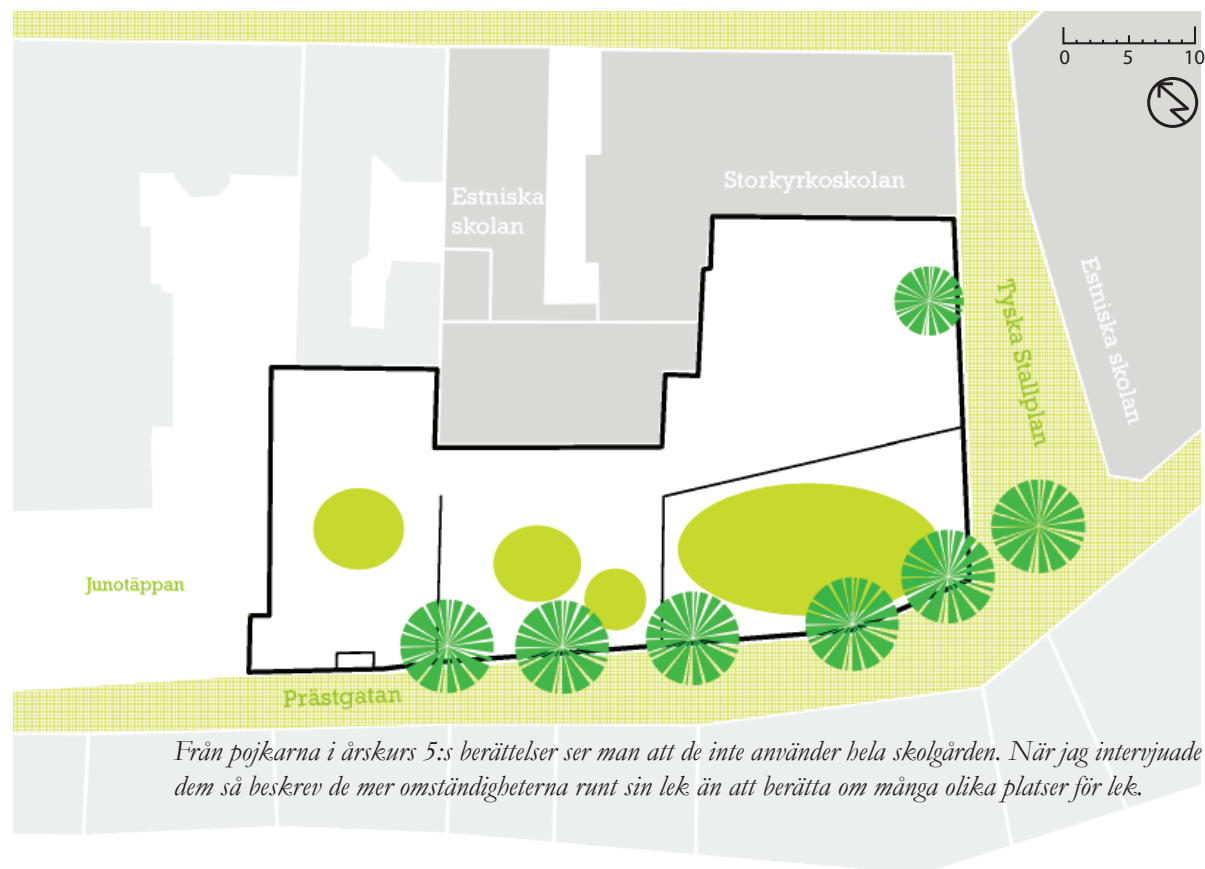 0 5 10
Storkyrkoskolan
Estniska
skolan
Estniska skolan
Tyska Stallplan
Junotäppan
Prästgatan
Från pojkarna i årskurs 5:s berättelser ser man att de inte använder hela skolgården. När jag intervjuade
dem så beskrev de mer omständigheterna runt sin lek än att berätta om många olika platser för lek.